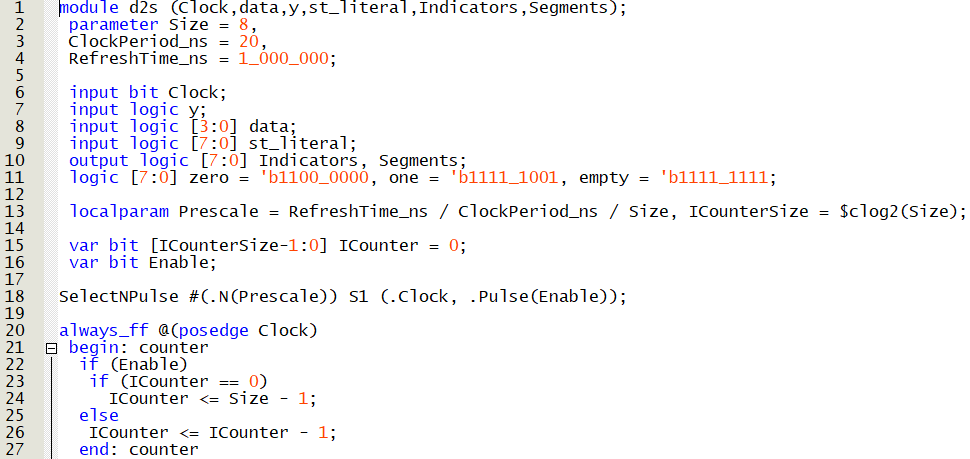 1 module d2s (Clock,data,y,st_literal,Indicators,Segments);
2 parameter Size = 8,
3 ClockPeriod_ns = 20,
4 RefreshTime_ns = 1_000_000;
5
6 input bit Clock;
7 input logic y;
8 input logic [3:0] data;
9 input logic [7:0] st_literal;
10 output logic [7:0] Indicators, Segments;
11 logic [7:0] zero = 'b1100_0000, one = 'b1111_1001, empty = 'b1111_1111;
12
13 localparam Prescale = RefreshTime_ns / ClockPeriod_ns / Size, ICounterSize = $clog2(Size);
14
15 var bit [ICounterSize-1:0] ICounter = 0;
16 var bit Enable;
17
18 SelectNPulse #(.N(Prescale)) S1 (.Clock, .Pulse(Enable));
19
20 always_ff @(posedge Clock)
21 begin: counter
22 if (Enable)
23 if (ICounter == 0)
24 ICounter <= Size - 1;
25 else
26 ICounter <= ICounter - 1;
27 end: counter